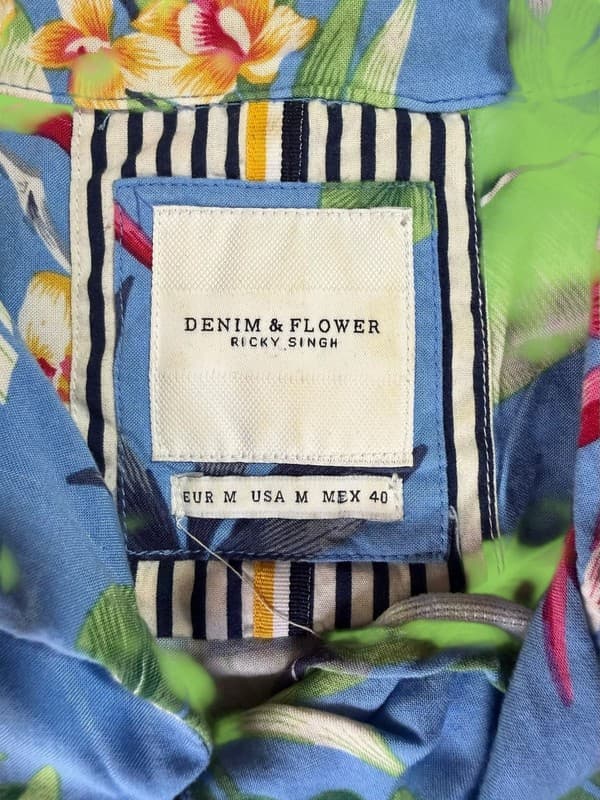 DENIM & FLOWER
RICKY SINGH
EUR M USA M MEX 40